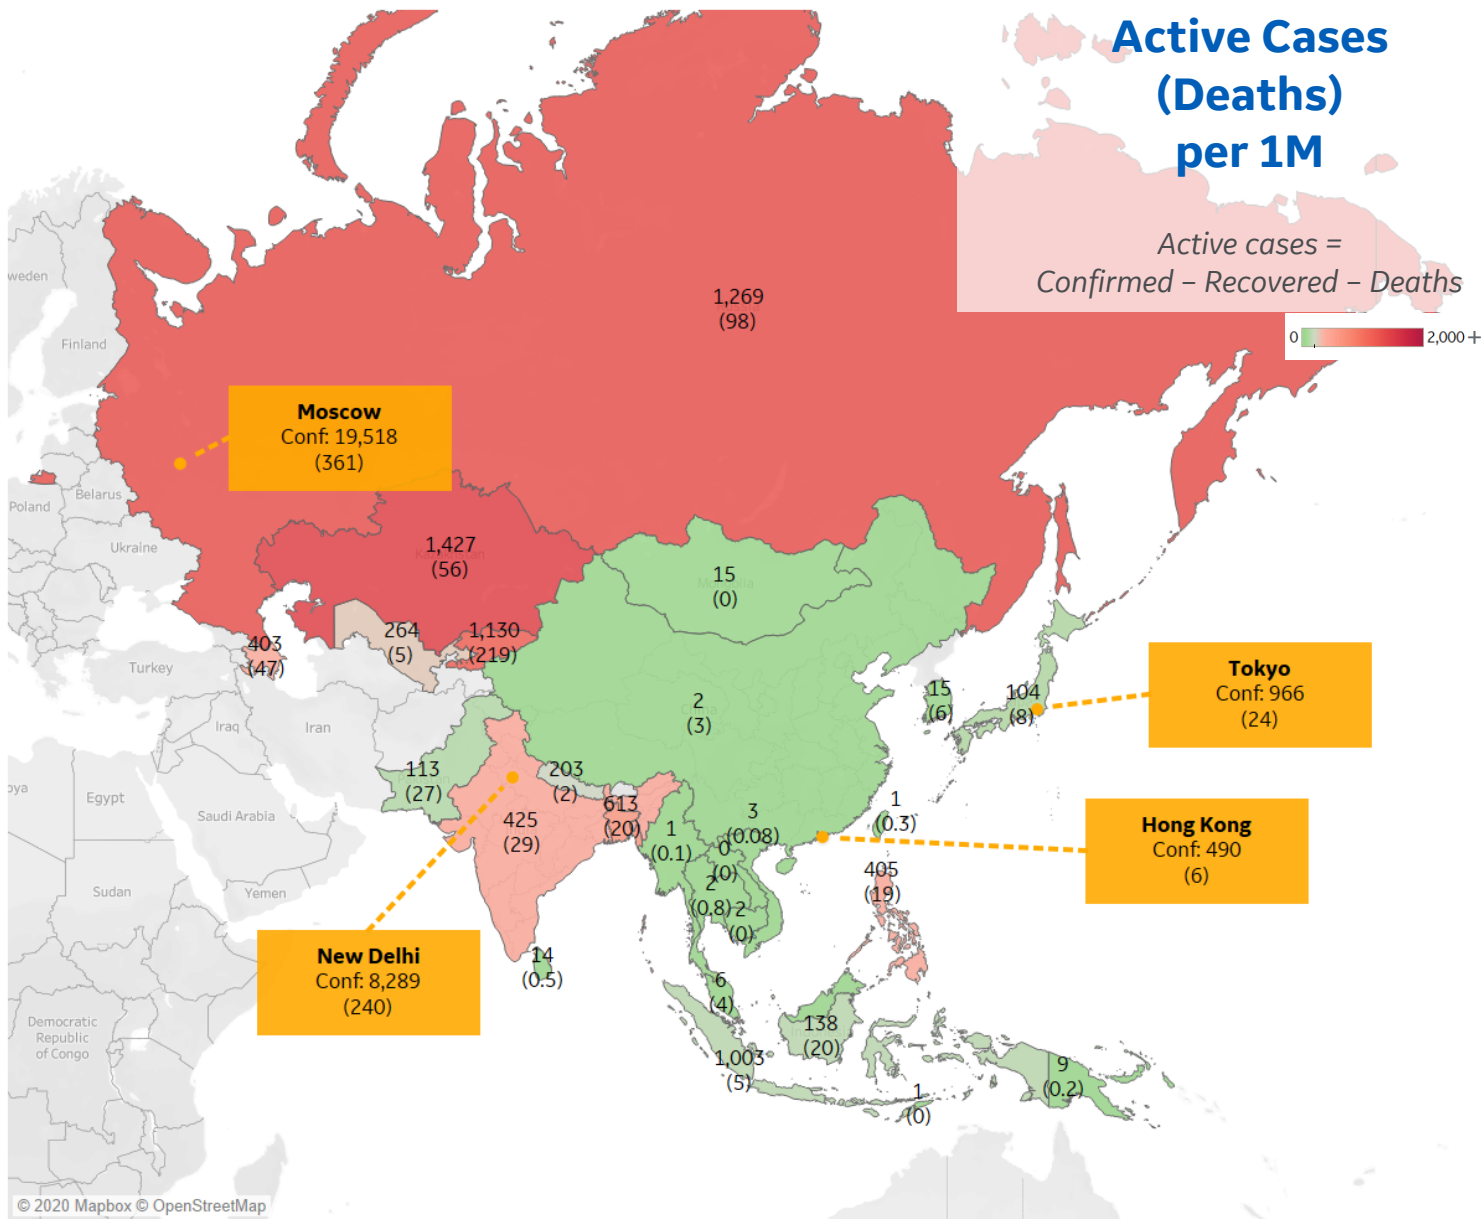 Active Cases
(Deaths)
per 1M
Active cases =
Confirmed – Recovered – Deaths
0
2,000 +
1,269
(98)
weden
Finland
Moscow
Conf: 19,518
(361)
Belarus
Poland
Ukraine
1,427
(56)
15
(0)
264
(5)
1,130
(219)
403
(47)
Turkey
Tokyo
Conf: 966
(24)
15
(6)
104
(8)
2
(3)
Iraq
Iran
113
(27)
203
(2)
oya
Egypt
Saudi Arabia
613
(20)
425
(29)
1
(0.1)
3
(0.08)
1
(0.3)
Hong Kong
Conf: 490
(6)
0
(0)
2
(0.8)
2
(0)
405
(19)
Sudan
Yemen
New Delhi
Conf: 8,289
(240)
14
(0.5)
6
(4)
138
(20)
Democratic
Republic
of Congo
1,003
(5)
9
(0.2)
1
(0)
© 2020 Mapbox © OpenStreetMap